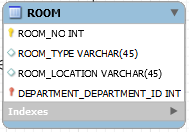 ROOM
ROOM_NO INT
ROOM_TYPE VARCHAR(45)
ROOM_LOCATION VARCHAR(45)
DEPARTMENT_DEPARTMENT_ID INT
Indexes